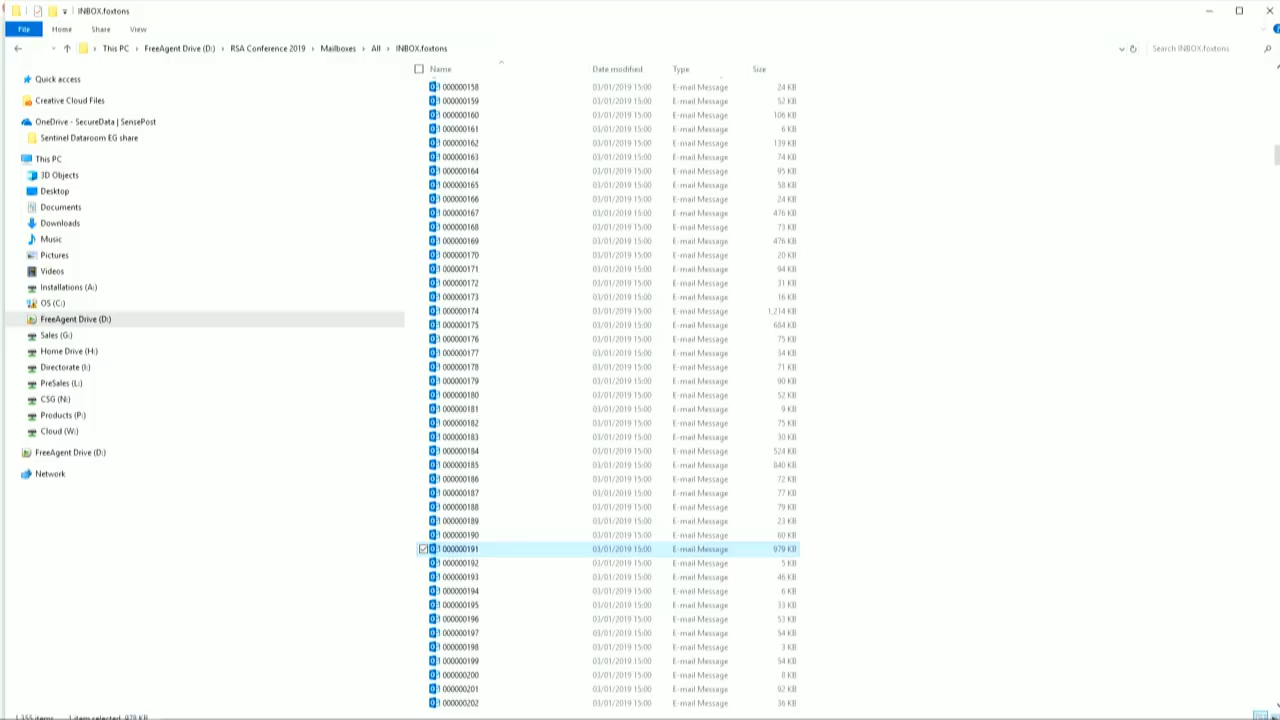 INBOX.foxtons
File Home Share View
This PC › FreeAgent Drive (D:) › RSA Conference 2019 › Mailboxes › All › INBOX.foxtons
Search INBOX.foxtons
Name Date modified Type Size
Quick access
Creative Cloud Files
OneDrive - SecureData | SensePost
Sentinel Dataroom EG share
This PC
3D Objects
Desktop
Documents
Downloads
Music
Pictures
Videos
Installations (A:)
OS (C:)
FreeAgent Drive (D:)
Sales (G:)
Home Drive (H:)
Directorate (I:)
PreSales (L:)
CSG (N:)
Products (P:)
Cloud (W:)
FreeAgent Drive (D:)
Network
000000158 03/01/2019 15:00 E-mail Message 24 KB
000000159 03/01/2019 15:00 E-mail Message 52 KB
000000160 03/01/2019 15:00 E-mail Message 106 KB
000000161 03/01/2019 15:00 E-mail Message 6 KB
000000162 03/01/2019 15:00 E-mail Message 139 KB
000000163 03/01/2019 15:00 E-mail Message 74 KB
000000164 03/01/2019 15:00 E-mail Message 95 KB
000000165 03/01/2019 15:00 E-mail Message 58 KB
000000166 03/01/2019 15:00 E-mail Message 24 KB
000000167 03/01/2019 15:00 E-mail Message 476 KB
000000168 03/01/2019 15:00 E-mail Message 73 KB
000000169 03/01/2019 15:00 E-mail Message 476 KB
000000170 03/01/2019 15:00 E-mail Message 20 KB
000000171 03/01/2019 15:00 E-mail Message 94 KB
000000172 03/01/2019 15:00 E-mail Message 31 KB
000000173 03/01/2019 15:00 E-mail Message 16 KB
000000174 03/01/2019 15:00 E-mail Message 1,214 KB
000000175 03/01/2019 15:00 E-mail Message 684 KB
000000176 03/01/2019 15:00 E-mail Message 75 KB
000000177 03/01/2019 15:00 E-mail Message 34 KB
000000178 03/01/2019 15:00 E-mail Message 71 KB
000000179 03/01/2019 15:00 E-mail Message 90 KB
000000180 03/01/2019 15:00 E-mail Message 52 KB
000000181 03/01/2019 15:00 E-mail Message 9 KB
000000182 03/01/2019 15:00 E-mail Message 75 KB
000000183 03/01/2019 15:00 E-mail Message 30 KB
000000184 03/01/2019 15:00 E-mail Message 524 KB
000000185 03/01/2019 15:00 E-mail Message 840 KB
000000186 03/01/2019 15:00 E-mail Message 72 KB
000000187 03/01/2019 15:00 E-mail Message 77 KB
000000188 03/01/2019 15:00 E-mail Message 79 KB
000000189 03/01/2019 15:00 E-mail Message 23 KB
000000190 03/01/2019 15:00 E-mail Message 60 KB
000000191 03/01/2019 15:00 E-mail Message 979 KB
000000192 03/01/2019 15:00 E-mail Message 5 KB
000000193 03/01/2019 15:00 E-mail Message 46 KB
000000194 03/01/2019 15:00 E-mail Message 6 KB
000000195 03/01/2019 15:00 E-mail Message 33 KB
000000196 03/01/2019 15:00 E-mail Message 53 KB
000000197 03/01/2019 15:00 E-mail Message 54 KB
000000198 03/01/2019 15:00 E-mail Message 3 KB
000000199 03/01/2019 15:00 E-mail Message 54 KB
000000200 03/01/2019 15:00 E-mail Message 8 KB
000000201 03/01/2019 15:00 E-mail Message 92 KB
000000202 03/01/2019 15:00 E-mail Message 36 KB
1,355 items 1 item selected 979 KB